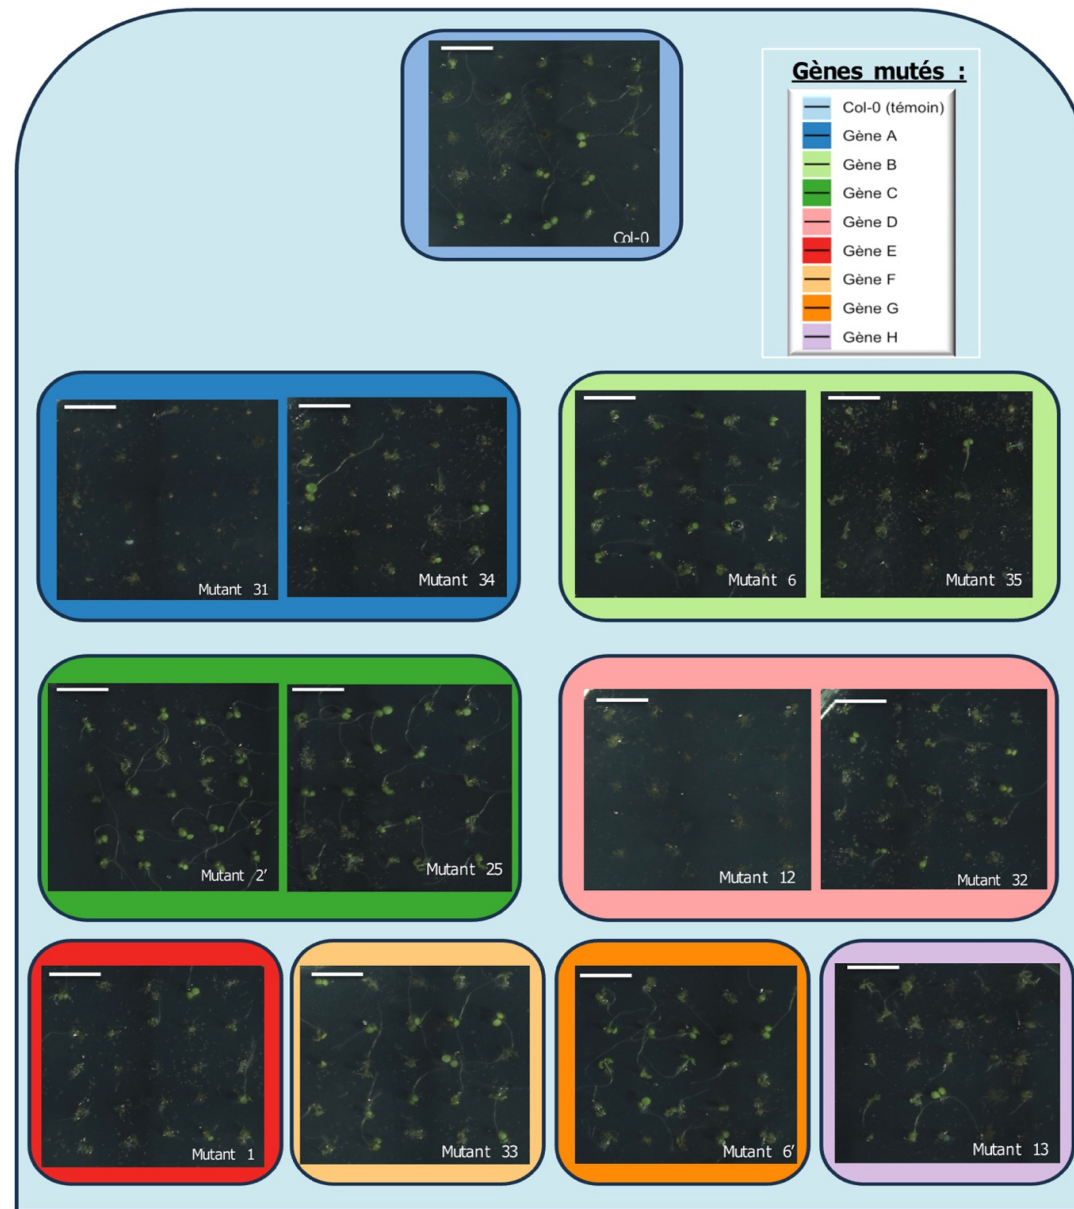 Gènes mutés :
Col-0 (témoin)
Gène A
Gène B
Gène C
Gène D
Gène E
Gène F
Gène G
Gène H
Col-0
Mutant 31
Mutant 34
Mutant 6
Mutant 35
Mutant 2'
Mutant 25
Mutant 12
Mutant 32
Mutant 1
Mutant 33
Mutant 6'
Mutant 13